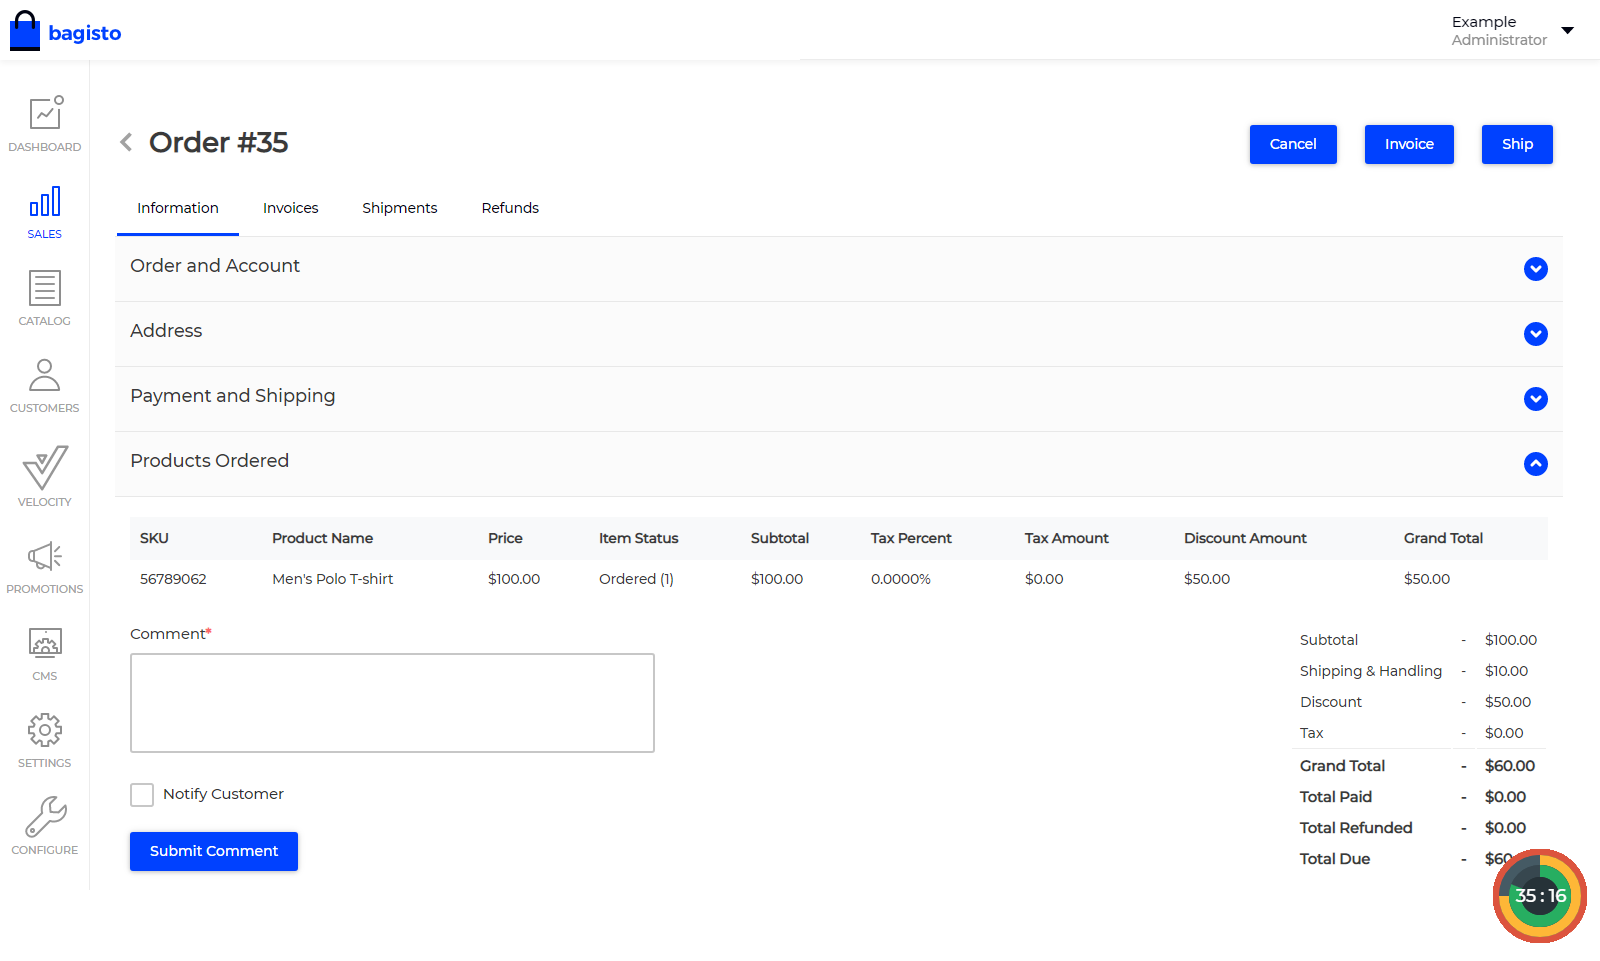 bagisto
Example
Administrator
DASHBOARD
SALES
CATALOG
CUSTOMERS
VELOCITY
PROMOTIONS
CMS
SETTINGS
CONFIGURE
Order #35
Cancel
Invoice
Ship
Information Invoices Shipments Refunds
Order and Account
Address
Payment and Shipping
Products Ordered
SKU Product Name Price Item Status Subtotal Tax Percent Tax Amount Discount Amount Grand Total
56789062 Men's Polo T-shirt $100.00 Ordered (1) $100.00 0.0000% $0.00 $50.00 $50.00
Comment*
Notify Customer
Submit Comment
Subtotal - $100.00
Shipping & Handling - $10.00
Discount - $50.00
Tax - $0.00
Grand Total - $60.00
Total Paid - $0.00
Total Refunded - $0.00
Total Due - $60
35 : 16